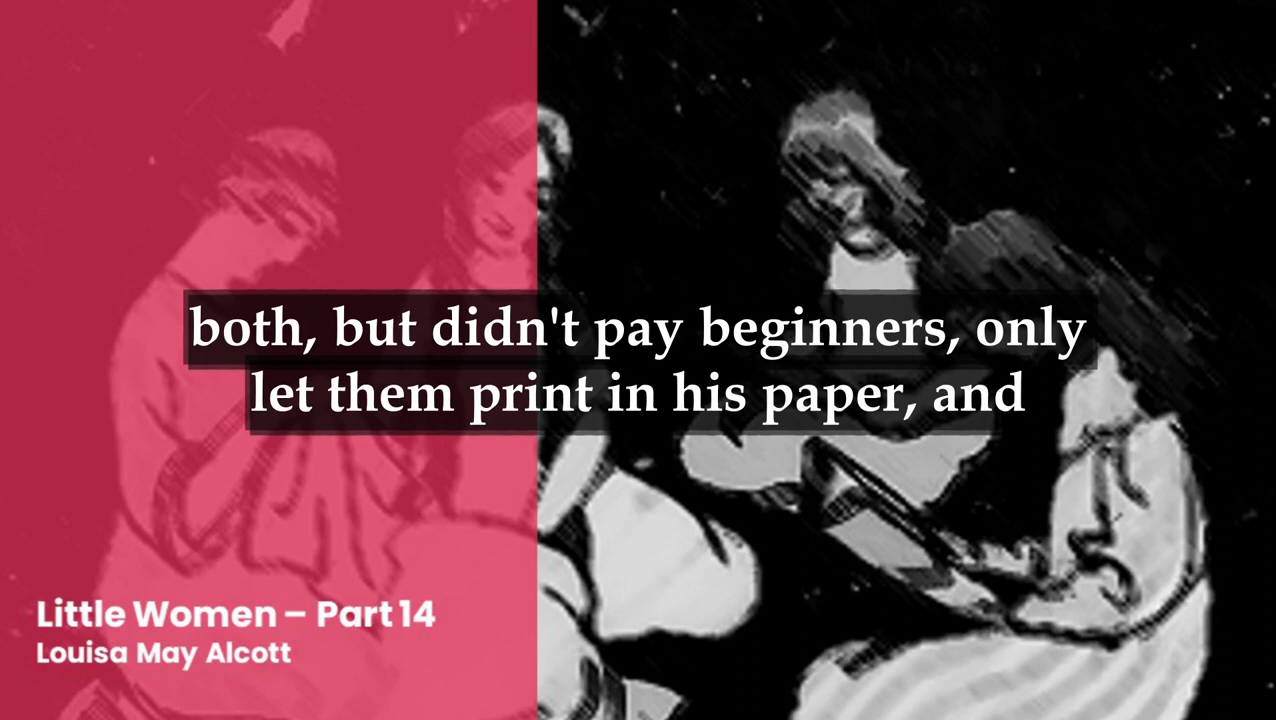 both, but didn't pay beginners, only
let them print in his paper, and
Little Women – Part 14
Louisa May Alcott